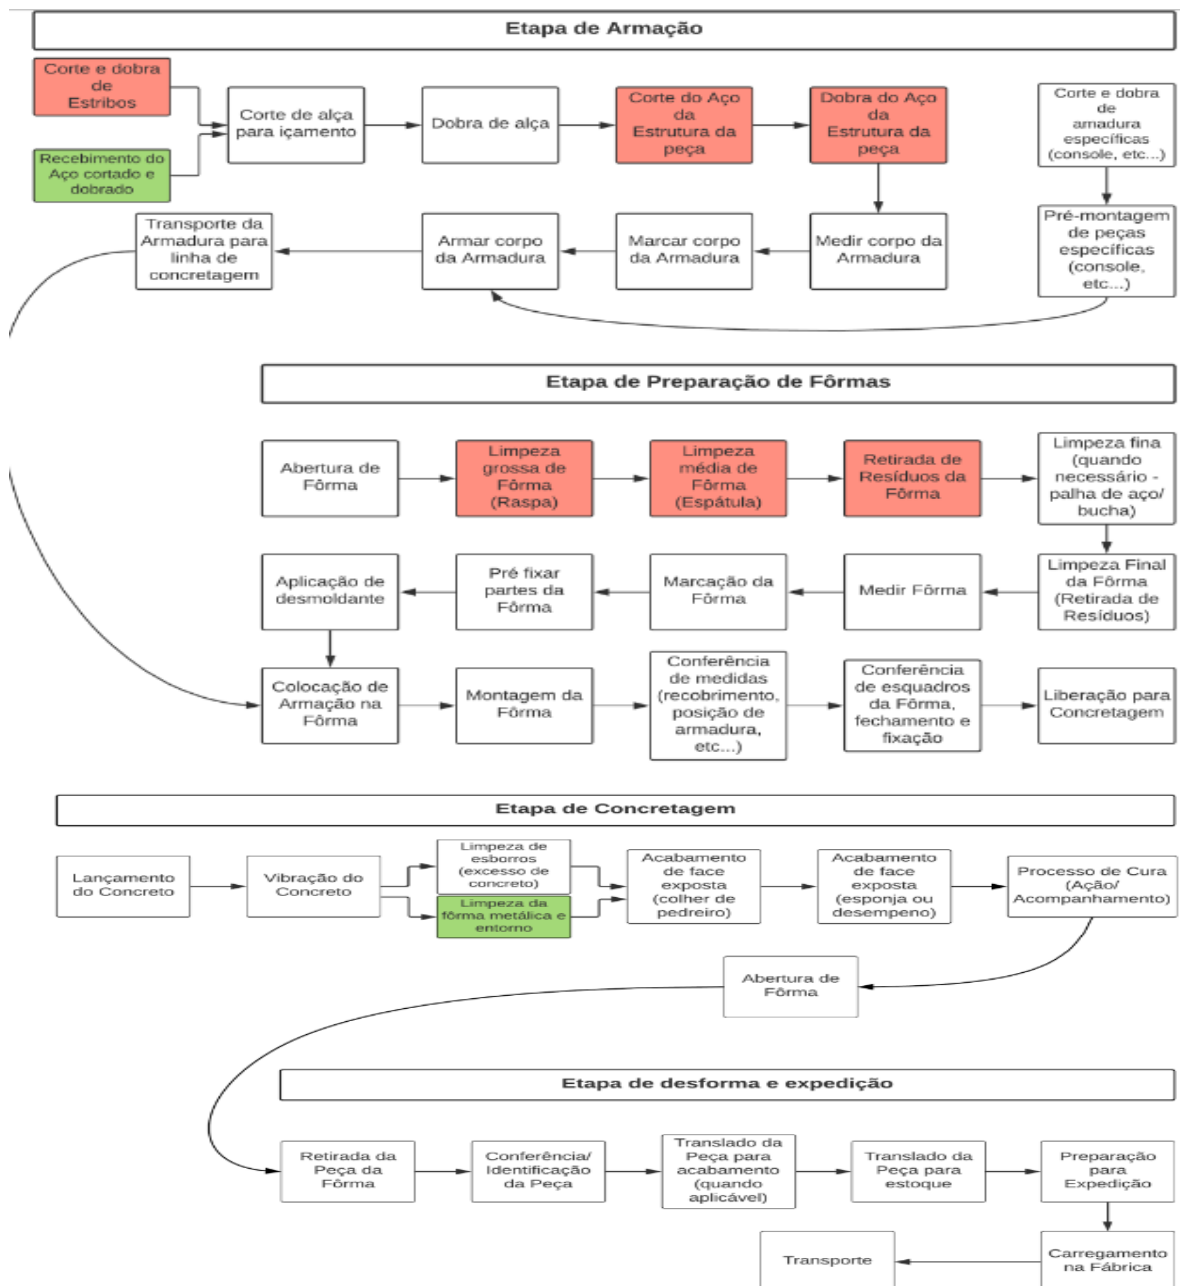 Etapa de Armação
Corte e dobra
de
Estribos
Recebimento do
Aço cortado e
dobrado
Corte de alça
para içamento
Dobra de alça
Corte do Aço
da
Estrutura da
peça
Dobra do Aço
da
Estrutura da
peça
Corte e dobra
de
armadura
específicas
(console, etc...)
Transporte da
Armadura para
linha de
concretagem
Armar corpo
da Armadura
Marcar corpo
da Armadura
Medir corpo da
Armadura
Pré-montagem
de peças
específicas
(console,
etc...)
Etapa de Preparação de Fôrmas
Abertura de
Fôrma
Limpeza
grossa de
Fôrma
(Raspa)
Limpeza
média de
Fôrma
(Espátula)
Retirada de
Resíduos da
Fôrma
Limpeza fina
(quando
necessário -
palha de aço/
bucha)
Aplicação de
desmoldante
Pré fixar
partes da
Fôrma
Marcação da
Fôrma
Medir Fôrma
Limpeza Final
da Fôrma
(Retirada de
Resíduos)
Colocação de
Armação na
Fôrma
Montagem da
Fôrma
Conferência
de medidas
(recobrimento,
posição de
armadura,
etc...)
Conferência
de esquadros
da Fôrma,
fechamento e
fixação
Liberação para
Concretagem
Etapa de Concretagem
Lançamento
do Concreto
Vibração do
Concreto
Limpeza de
esborros
(excesso de
concreto)
Limpeza da
fôrma metálica e
entorno
Acabamento
de face
exposta
(colher de
pedreiro)
Acabamento
de face
exposta
(esponja ou
desempeno)
Processo de Cura
(Ação/
Acompanhamento)
Abertura de
Fôrma
Etapa de desforma e expedição
Retirada da
Peça da
Fôrma
Conferência/
Identificação
da Peça
Translado da
Peça para
acabamento
(quando
aplicável)
Translado da
Peça para
estoque
Preparação
para
Expedição
Transporte
Carregamento
na Fábrica